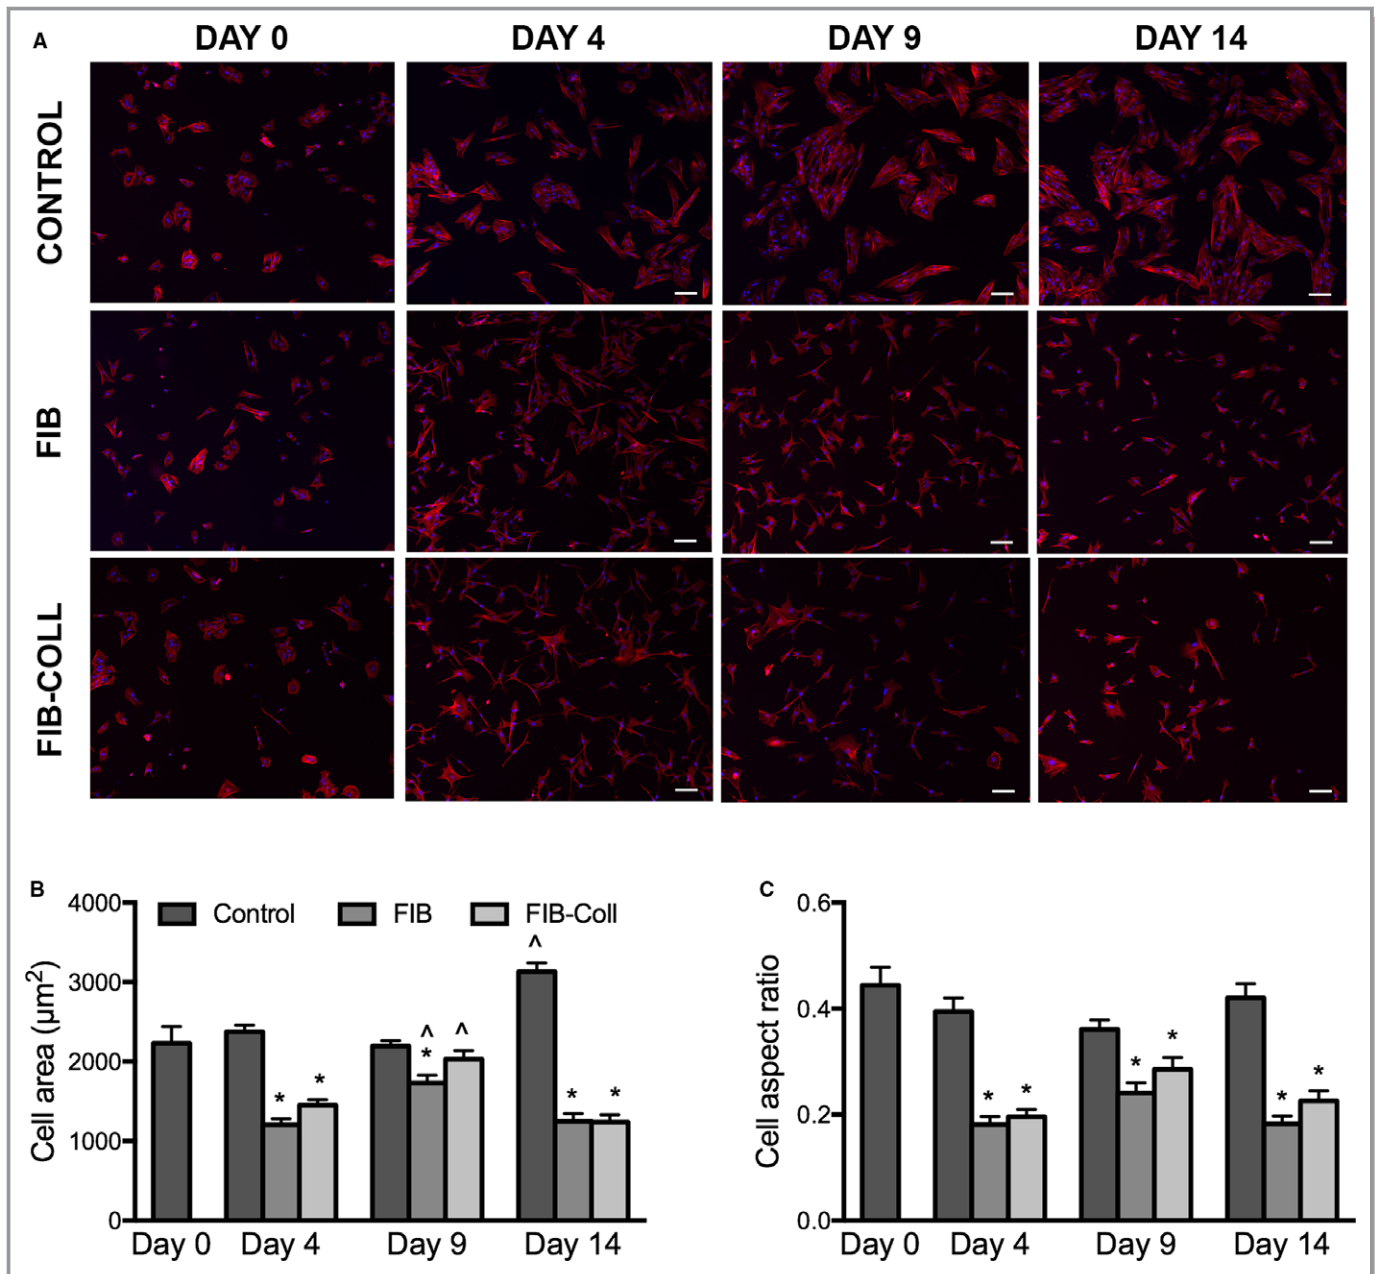 A
DAY 0 DAY 4 DAY 9 DAY 14
CONTROL
FIB
FIB-COLL
B
Cell area (µm²)
4000
3000
2000
1000
0
Control FIB FIB-Coll
* *
^ * ^
^ * *
Day 0 Day 4 Day 9 Day 14
C
Cell aspect ratio
0.6
0.4
0.2
0.0
* *
* *
* *
Day 0 Day 4 Day 9 Day 14